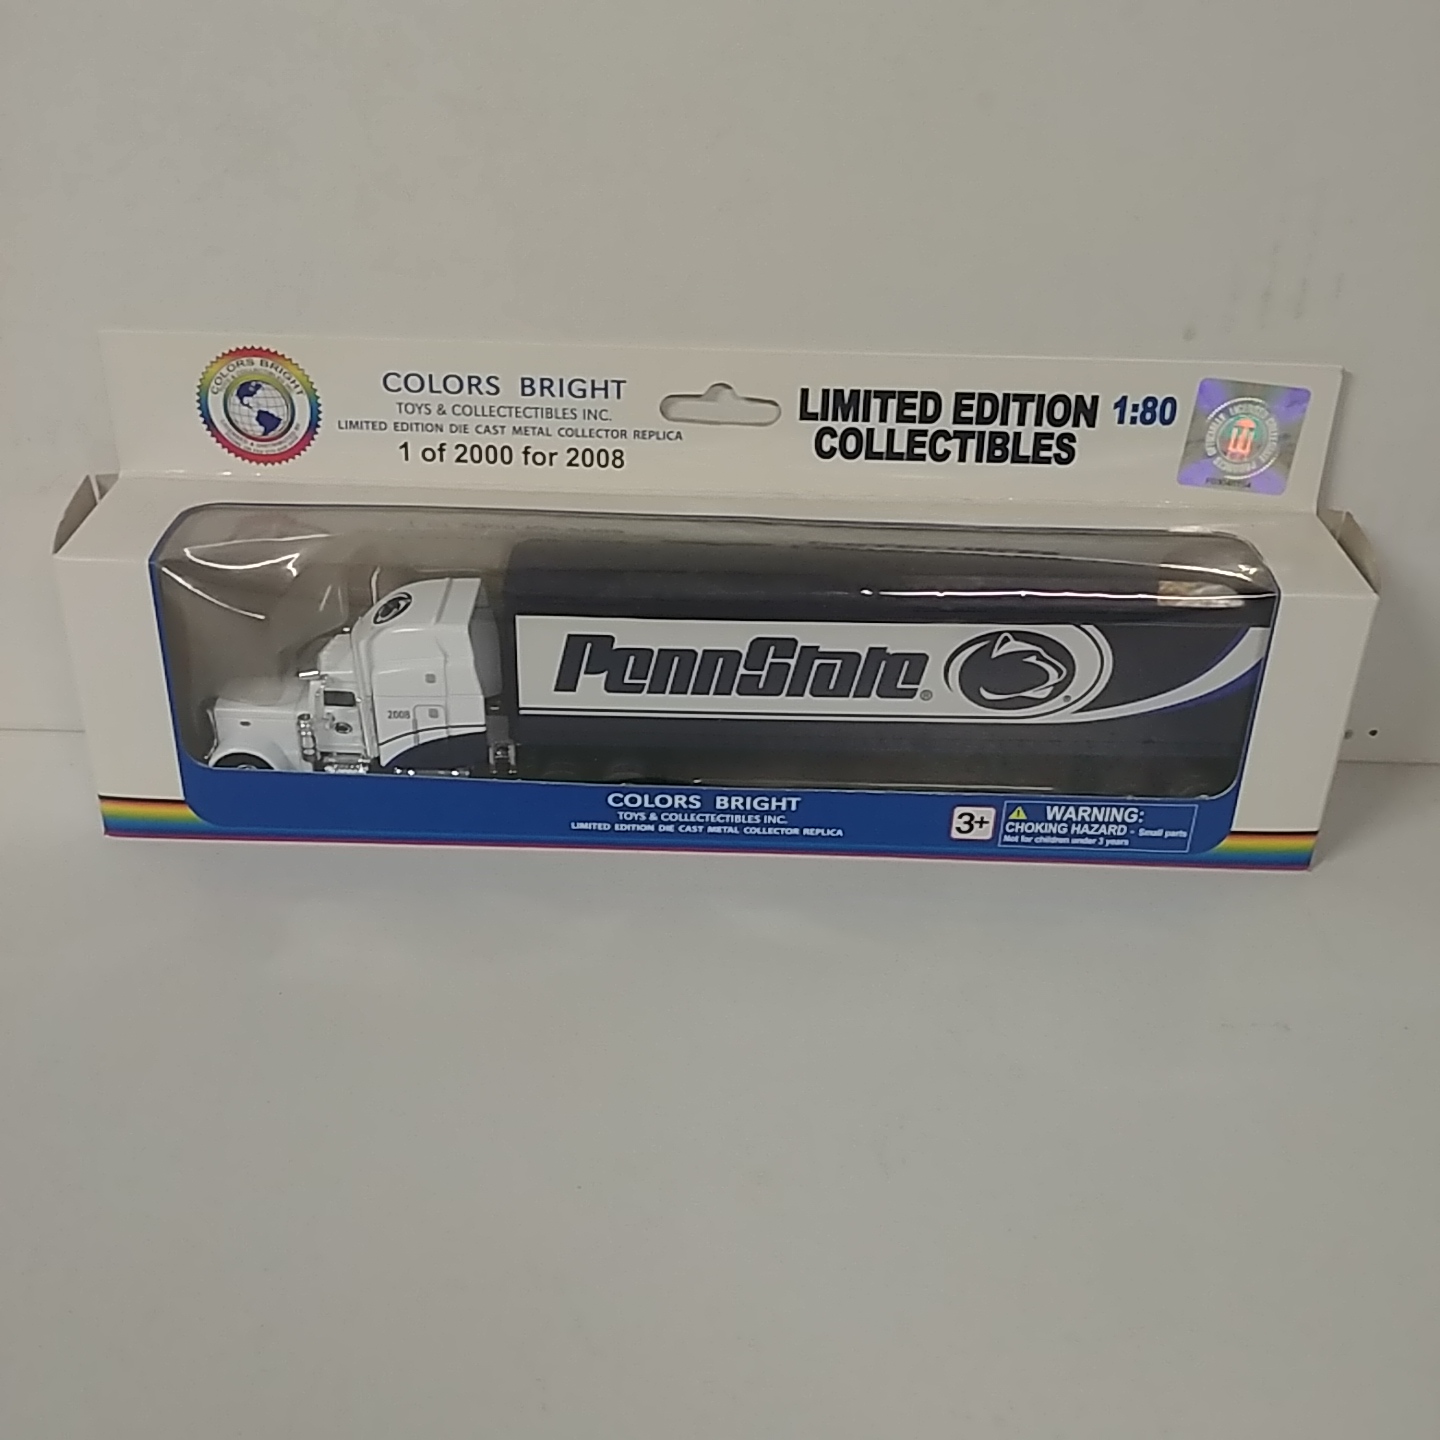 COLORS BRIGHT
COLORS BRIGHT
TOYS & COLLECTECTIBLES INC.
LIMITED EDITION DIE CAST METAL COLLECTOR REPLICA
1 of 2000 for 2008
LIMITED EDITION 1:80
COLLECTIBLES
PennState®
2008
COLORS BRIGHT
TOYS & COLLECTECTIBLES INC.
LIMITED EDITION DIE CAST METAL COLLECTOR REPLICA
3+
WARNING:
CHOKING HAZARD - Small parts
Not for children under 3 years